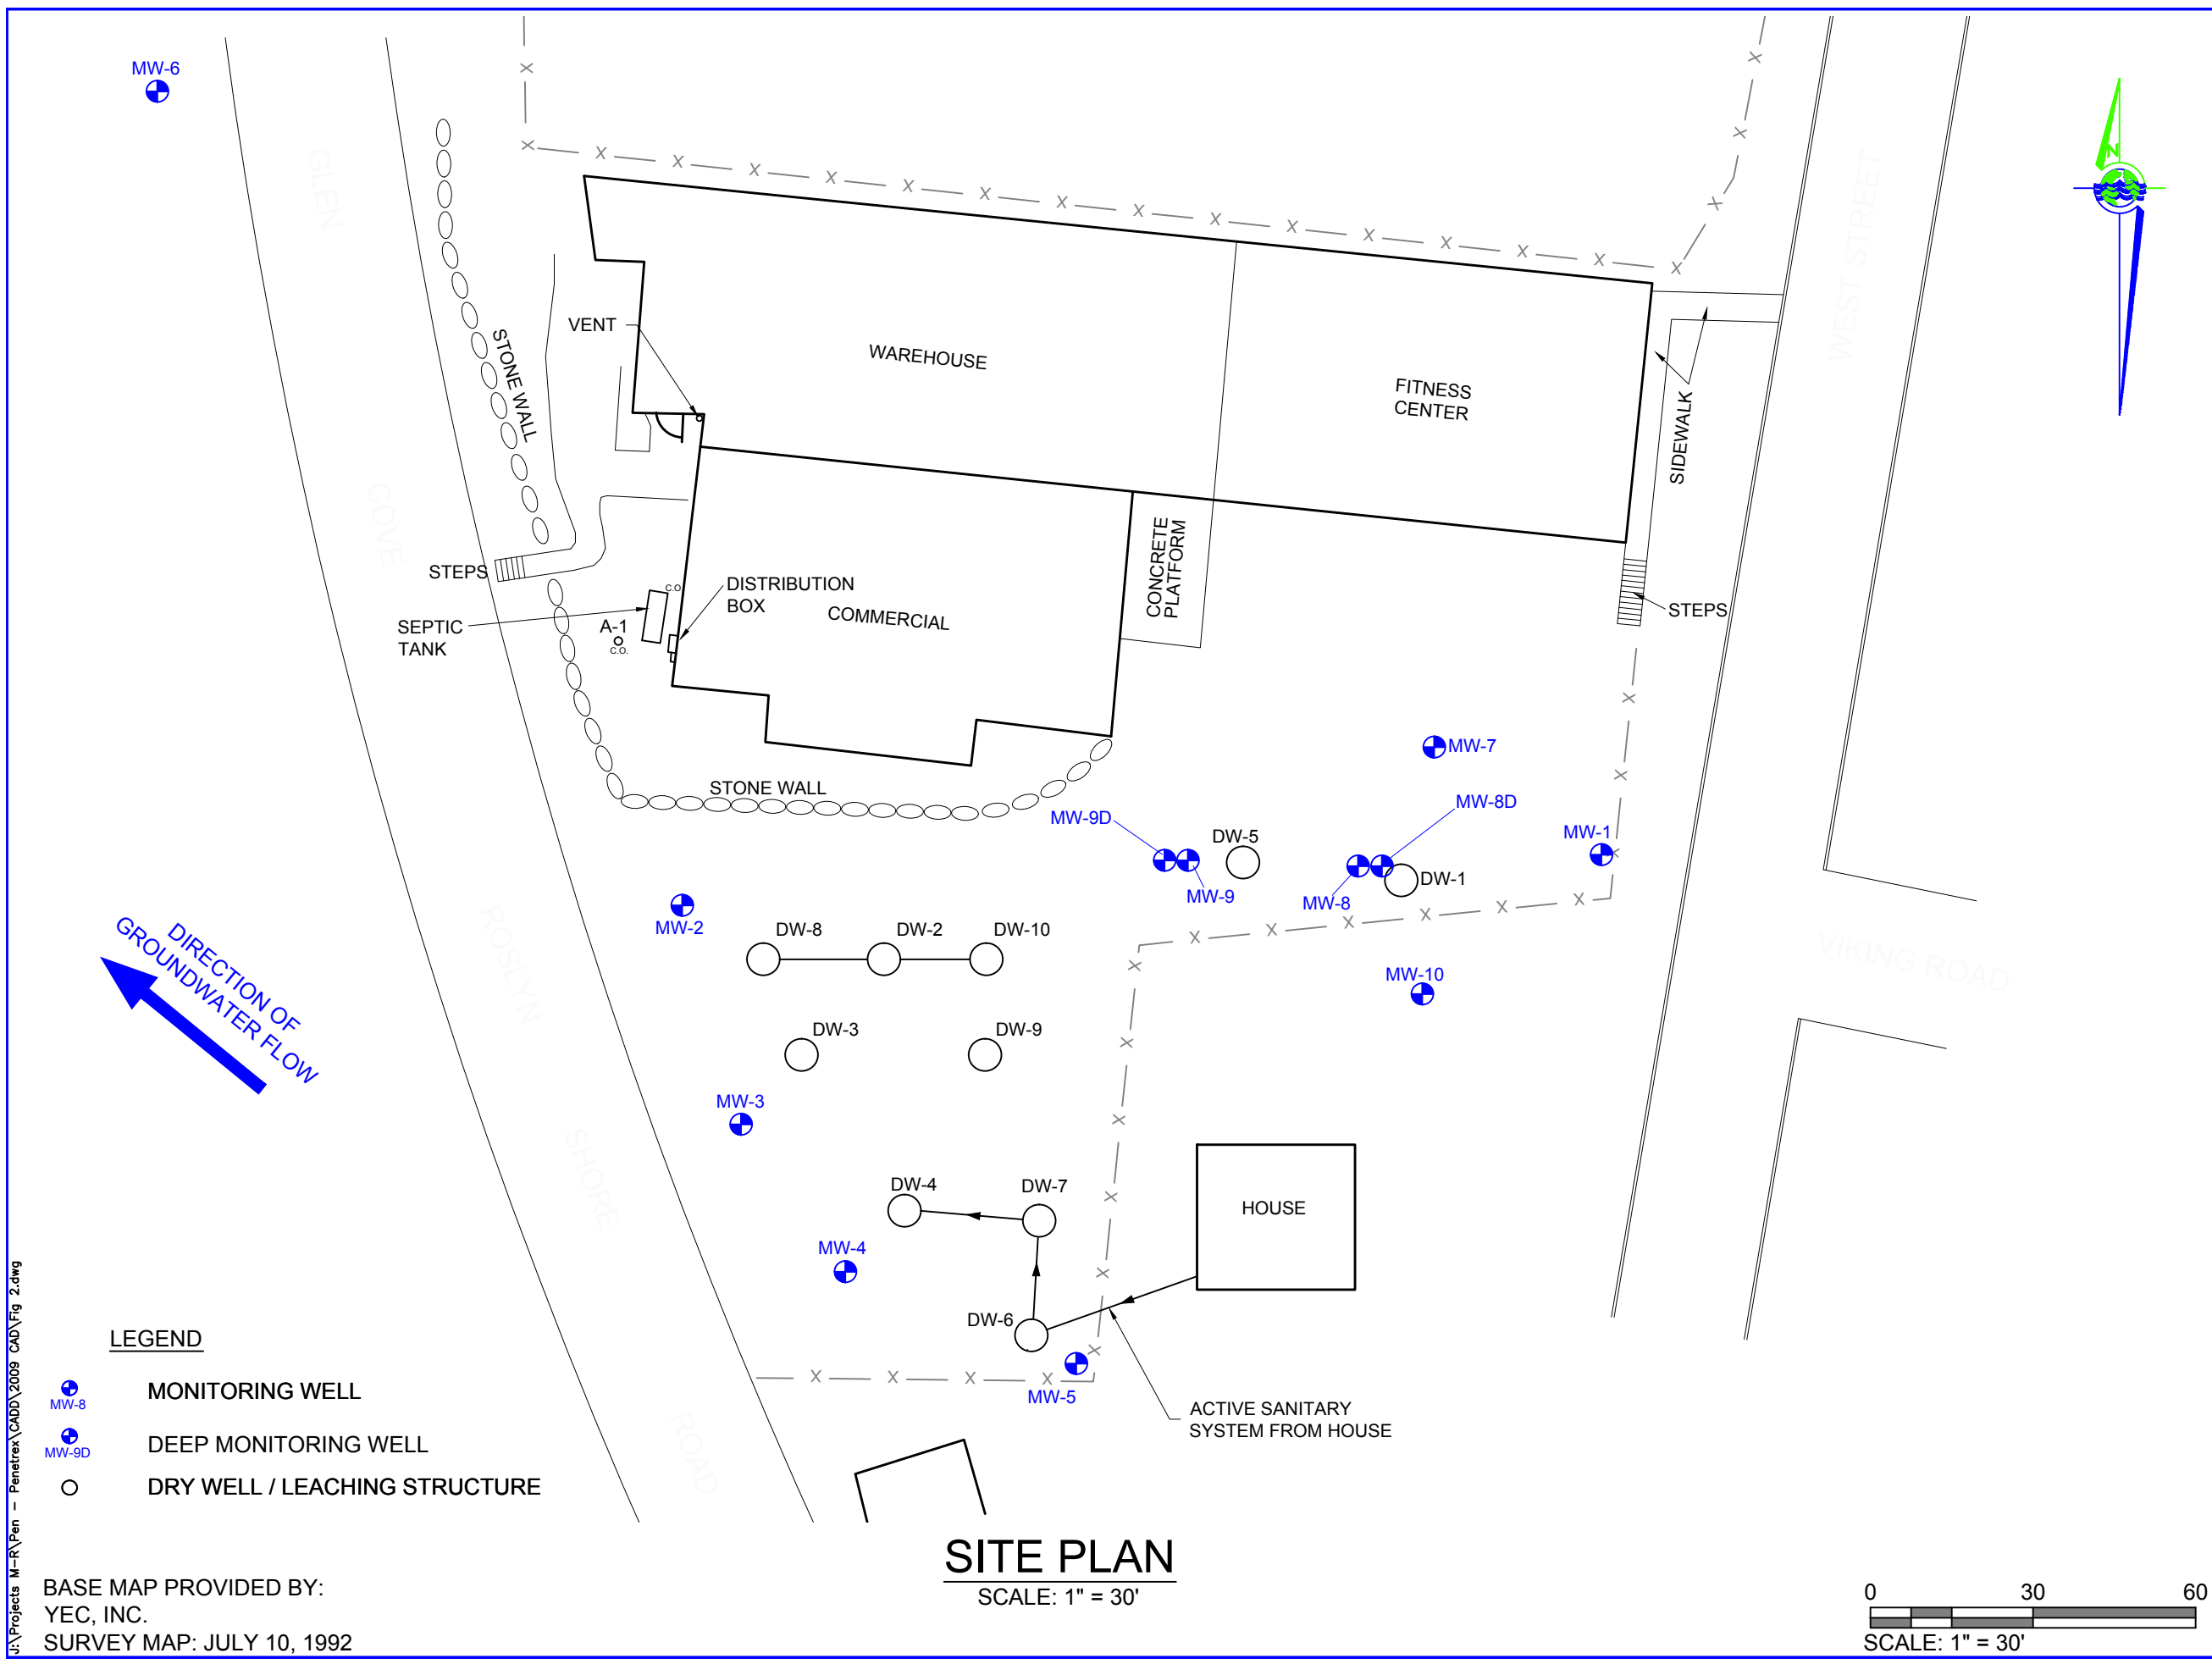 MW-6
GLEN
COVE
ROSLYN
SHORE
ROAD
WEST STREET
VIKING ROAD
N
VENT
STONE WALL
WAREHOUSE
FITNESS
CENTER
SIDEWALK
STEPS
SEPTIC
TANK
C.O.
A-1
C.O.
DISTRIBUTION
BOX
COMMERCIAL
CONCRETE
PLATFORM
STEPS
STONE WALL
MW-7
MW-9D
MW-8D
DW-5
MW-1
MW-9
MW-8
DW-1
MW-2
DW-8
DW-2
DW-10
MW-10
DIRECTION OF
GROUNDWATER FLOW
DW-3
DW-9
MW-3
DW-4
DW-7
HOUSE
MW-4
DW-6
MW-5
ACTIVE SANITARY
SYSTEM FROM HOUSE
LEGEND
MW-8
MONITORING WELL
MW-9D
DEEP MONITORING WELL
DRY WELL / LEACHING STRUCTURE
BASE MAP PROVIDED BY:
YEC, INC.
SURVEY MAP: JULY 10, 1992
SITE PLAN
SCALE: 1" = 30'
0 30 60
SCALE: 1" = 30'
J:\Projects M-R\Pen - Penetrex\CADD\2009 CAD\Fig 2.dwg